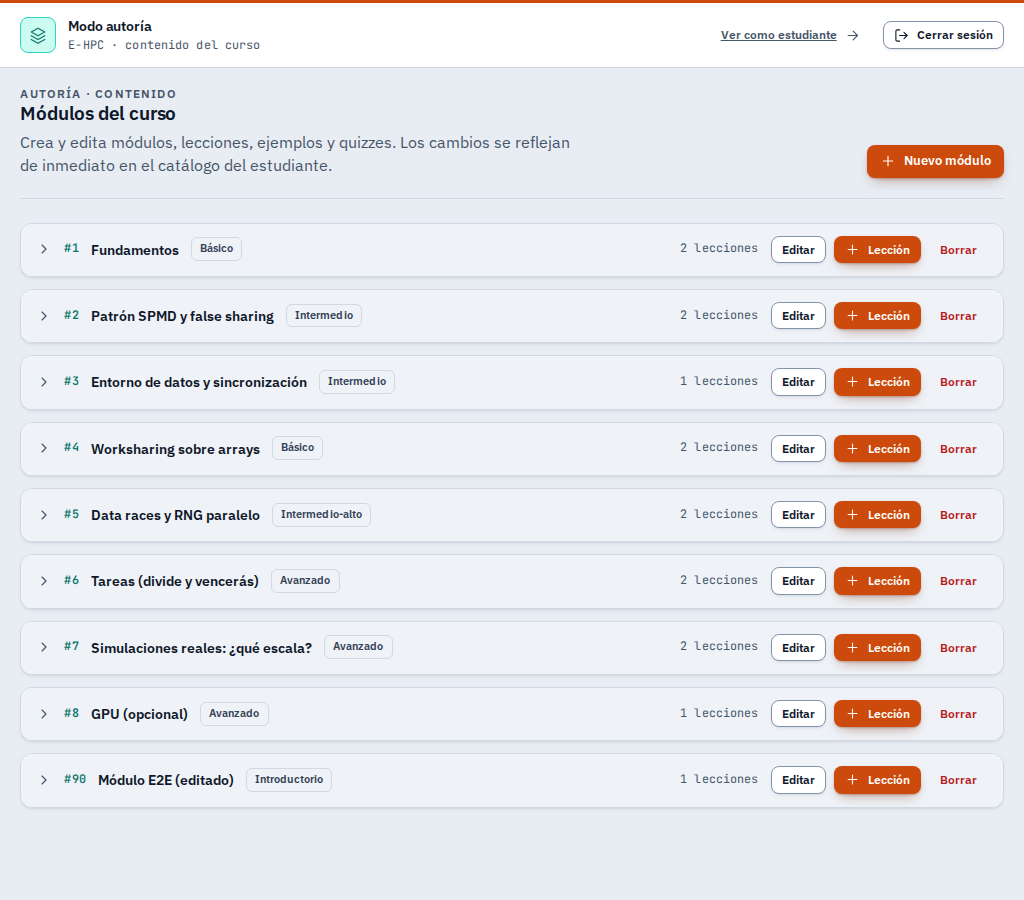 Modo autoría
E-HPC · contenido del curso
Ver como estudiante
Cerrar sesión
AUTORÍA · CONTENIDO
Módulos del curso
Crea y edita módulos, lecciones, ejemplos y quizzes. Los cambios se reflejan
de inmediato en el catálogo del estudiante.
Nuevo módulo
#1 Fundamentos Básico 2 lecciones Editar Lección Borrar
#2 Patrón SPMD y false sharing Intermedio 2 lecciones Editar Lección Borrar
#3 Entorno de datos y sincronización Intermedio 1 lecciones Editar Lección Borrar
#4 Worksharing sobre arrays Básico 2 lecciones Editar Lección Borrar
#5 Data races y RNG paralelo Intermedio-alto 2 lecciones Editar Lección Borrar
#6 Tareas (divide y vencerás) Avanzado 2 lecciones Editar Lección Borrar
#7 Simulaciones reales: ¿qué escala? Avanzado 2 lecciones Editar Lección Borrar
#8 GPU (opcional) Avanzado 1 lecciones Editar Lección Borrar
#90 Módulo E2E (editado) Introductorio 1 lecciones Editar Lección Borrar